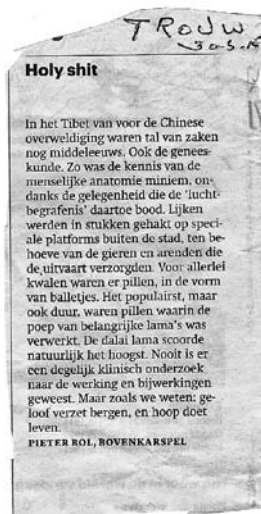 TROUW
30-5-14
Holy shit
In het Tibet van voor de Chinese
overweldiging waren tal van zaken
nog middeleeuws. Ook de genees-
kunde. Zo was de kennis van de
menselijke anatomie miniem, on-
danks de gelegenheid die de 'lucht-
begrafenis' daartoe bood. Lijken
werden in stukken gehakt op speci-
ale platforms buiten de stad, ten be-
hoeve van de gieren en arenden die
de uitvaart verzorgden. Voor allerlei
kwalen waren er pillen, in de vorm
van balletjes. Het populairst, maar
ook duur, waren pillen waarin de
poep van belangrijke lama's was
verwerkt. De dalai lama scoorde
natuurlijk het hoogst. Nooit is er
een degelijk klinisch onderzoek
naar de werking en bijwerkingen
geweest. Maar zoals we weten: ge-
loof verzet bergen, en hoop doet
leven.
PIETER BOL, BOVENKARSPEL